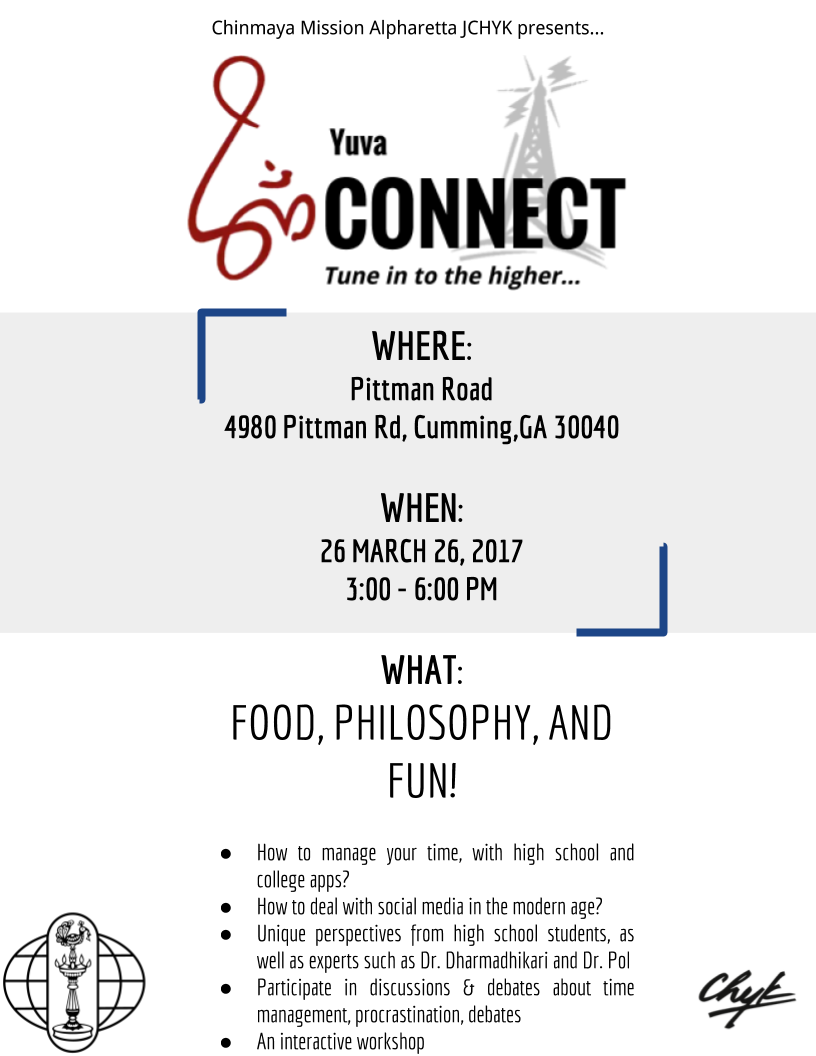 Chinmaya Mission Alpharetta JCHYK presents...
Yuva
CONNECT
Tune in to the higher...
WHERE:
Pittman Road
4980 Pittman Rd, Cumming,GA 30040
WHEN:
26 MARCH 26, 2017
3:00 - 6:00 PM
WHAT:
FOOD, PHILOSOPHY, AND
FUN!
● How to manage your time, with high school and
college apps?
● How to deal with social media in the modern age?
● Unique perspectives from high school students, as
well as experts such as Dr. Dharmadhikari and Dr. Pol
● Participate in discussions & debates about time
management, procrastination, debates
● An interactive workshop
Chyk